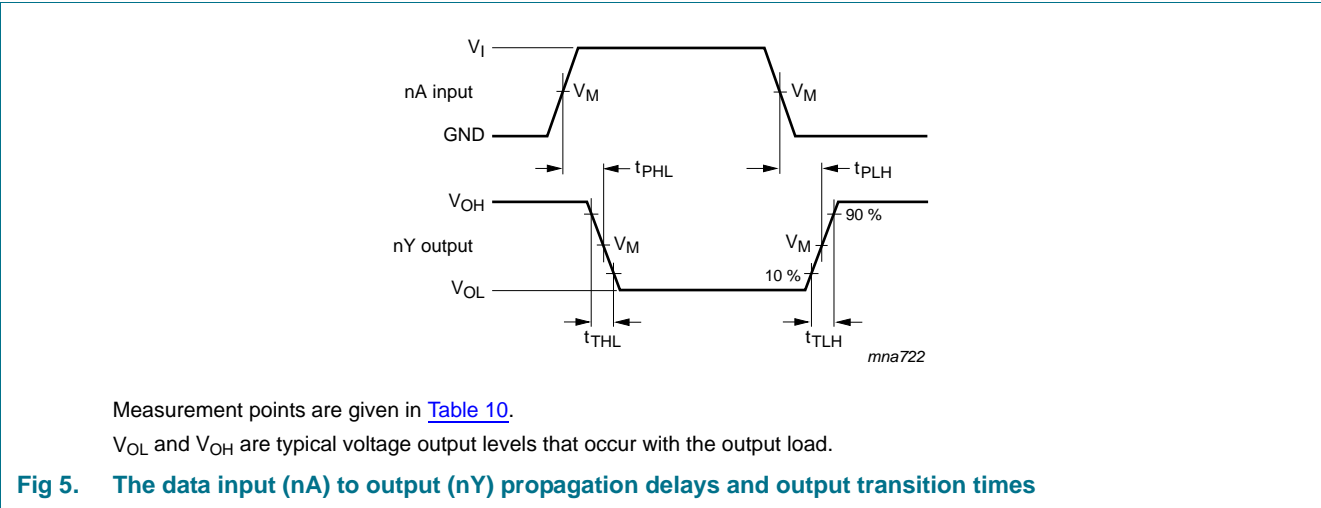 V_I
nA input
V_M
V_M
GND
t_PHL
t_PLH
V_OH
90 %
nY output
V_M
V_M
10 %
V_OL
t_THL
t_TLH
mna722
Measurement points are given in Table 10.
V_OL and V_OH are typical voltage output levels that occur with the output load.
Fig 5. The data input (nA) to output (nY) propagation delays and output transition times